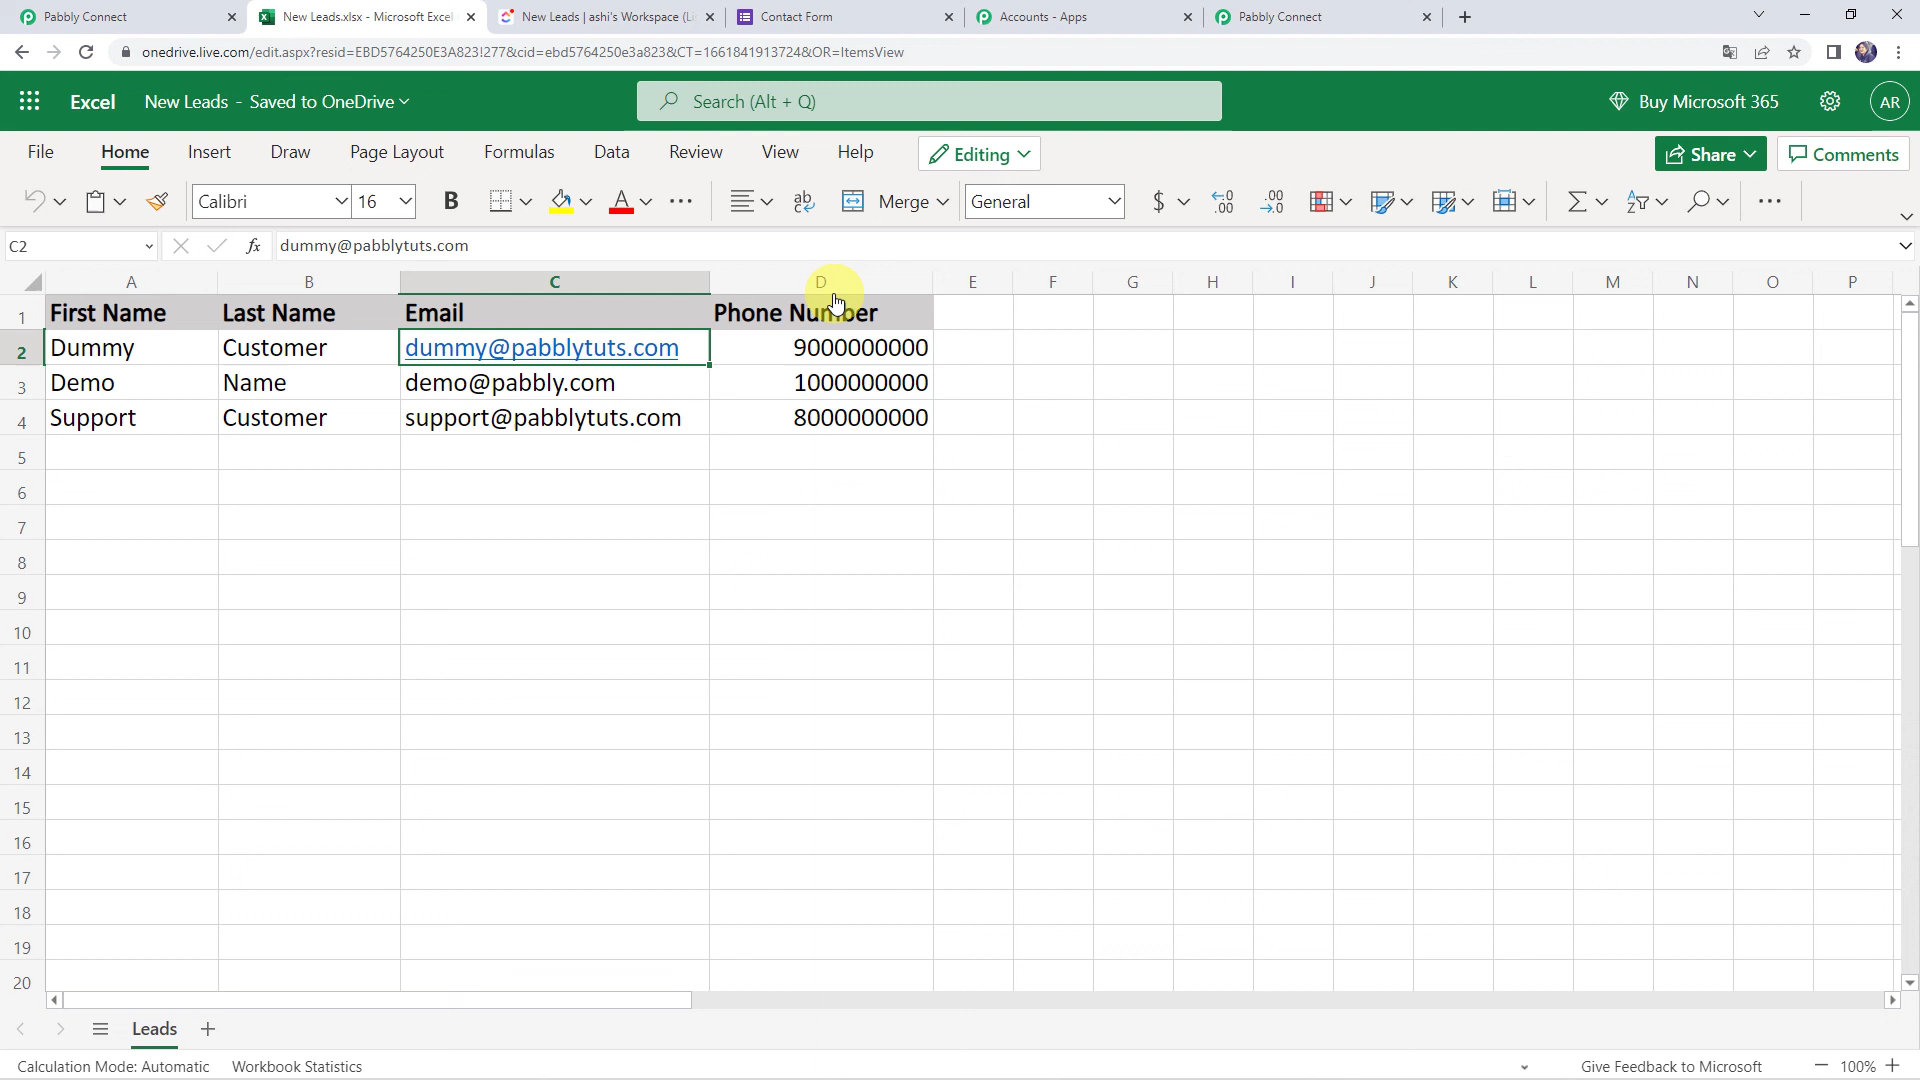 Pabbly Connect
New Leads.xlsx - Microsoft Excel
New Leads | ashi's Workspace (Li
Contact Form
Accounts - Apps
Pabbly Connect
onedrive.live.com/edit.aspx?resid=EBD5764250E3A823!277&cid=ebd5764250e3a823&CT=1661841913724&OR=ItemsView
Excel New Leads - Saved to OneDrive
Search (Alt + Q)
Buy Microsoft 365
AR
File Home Insert Draw Page Layout Formulas Data Review View Help Editing Share Comments
Calibri 16 B A ab Merge General $ .00 .00
C2 fx dummy@pabblytuts.com
A B C D E F G H I J K L M N O P
1 First Name Last Name Email Phone Number
2 Dummy Customer dummy@pabblytuts.com 9000000000
3 Demo Name demo@pabbly.com 1000000000
4 Support Customer support@pabblytuts.com 8000000000
5
6
7
8
9
10
11
12
13
14
15
16
17
18
19
20
Leads
Calculation Mode: Automatic Workbook Statistics Give Feedback to Microsoft 100%